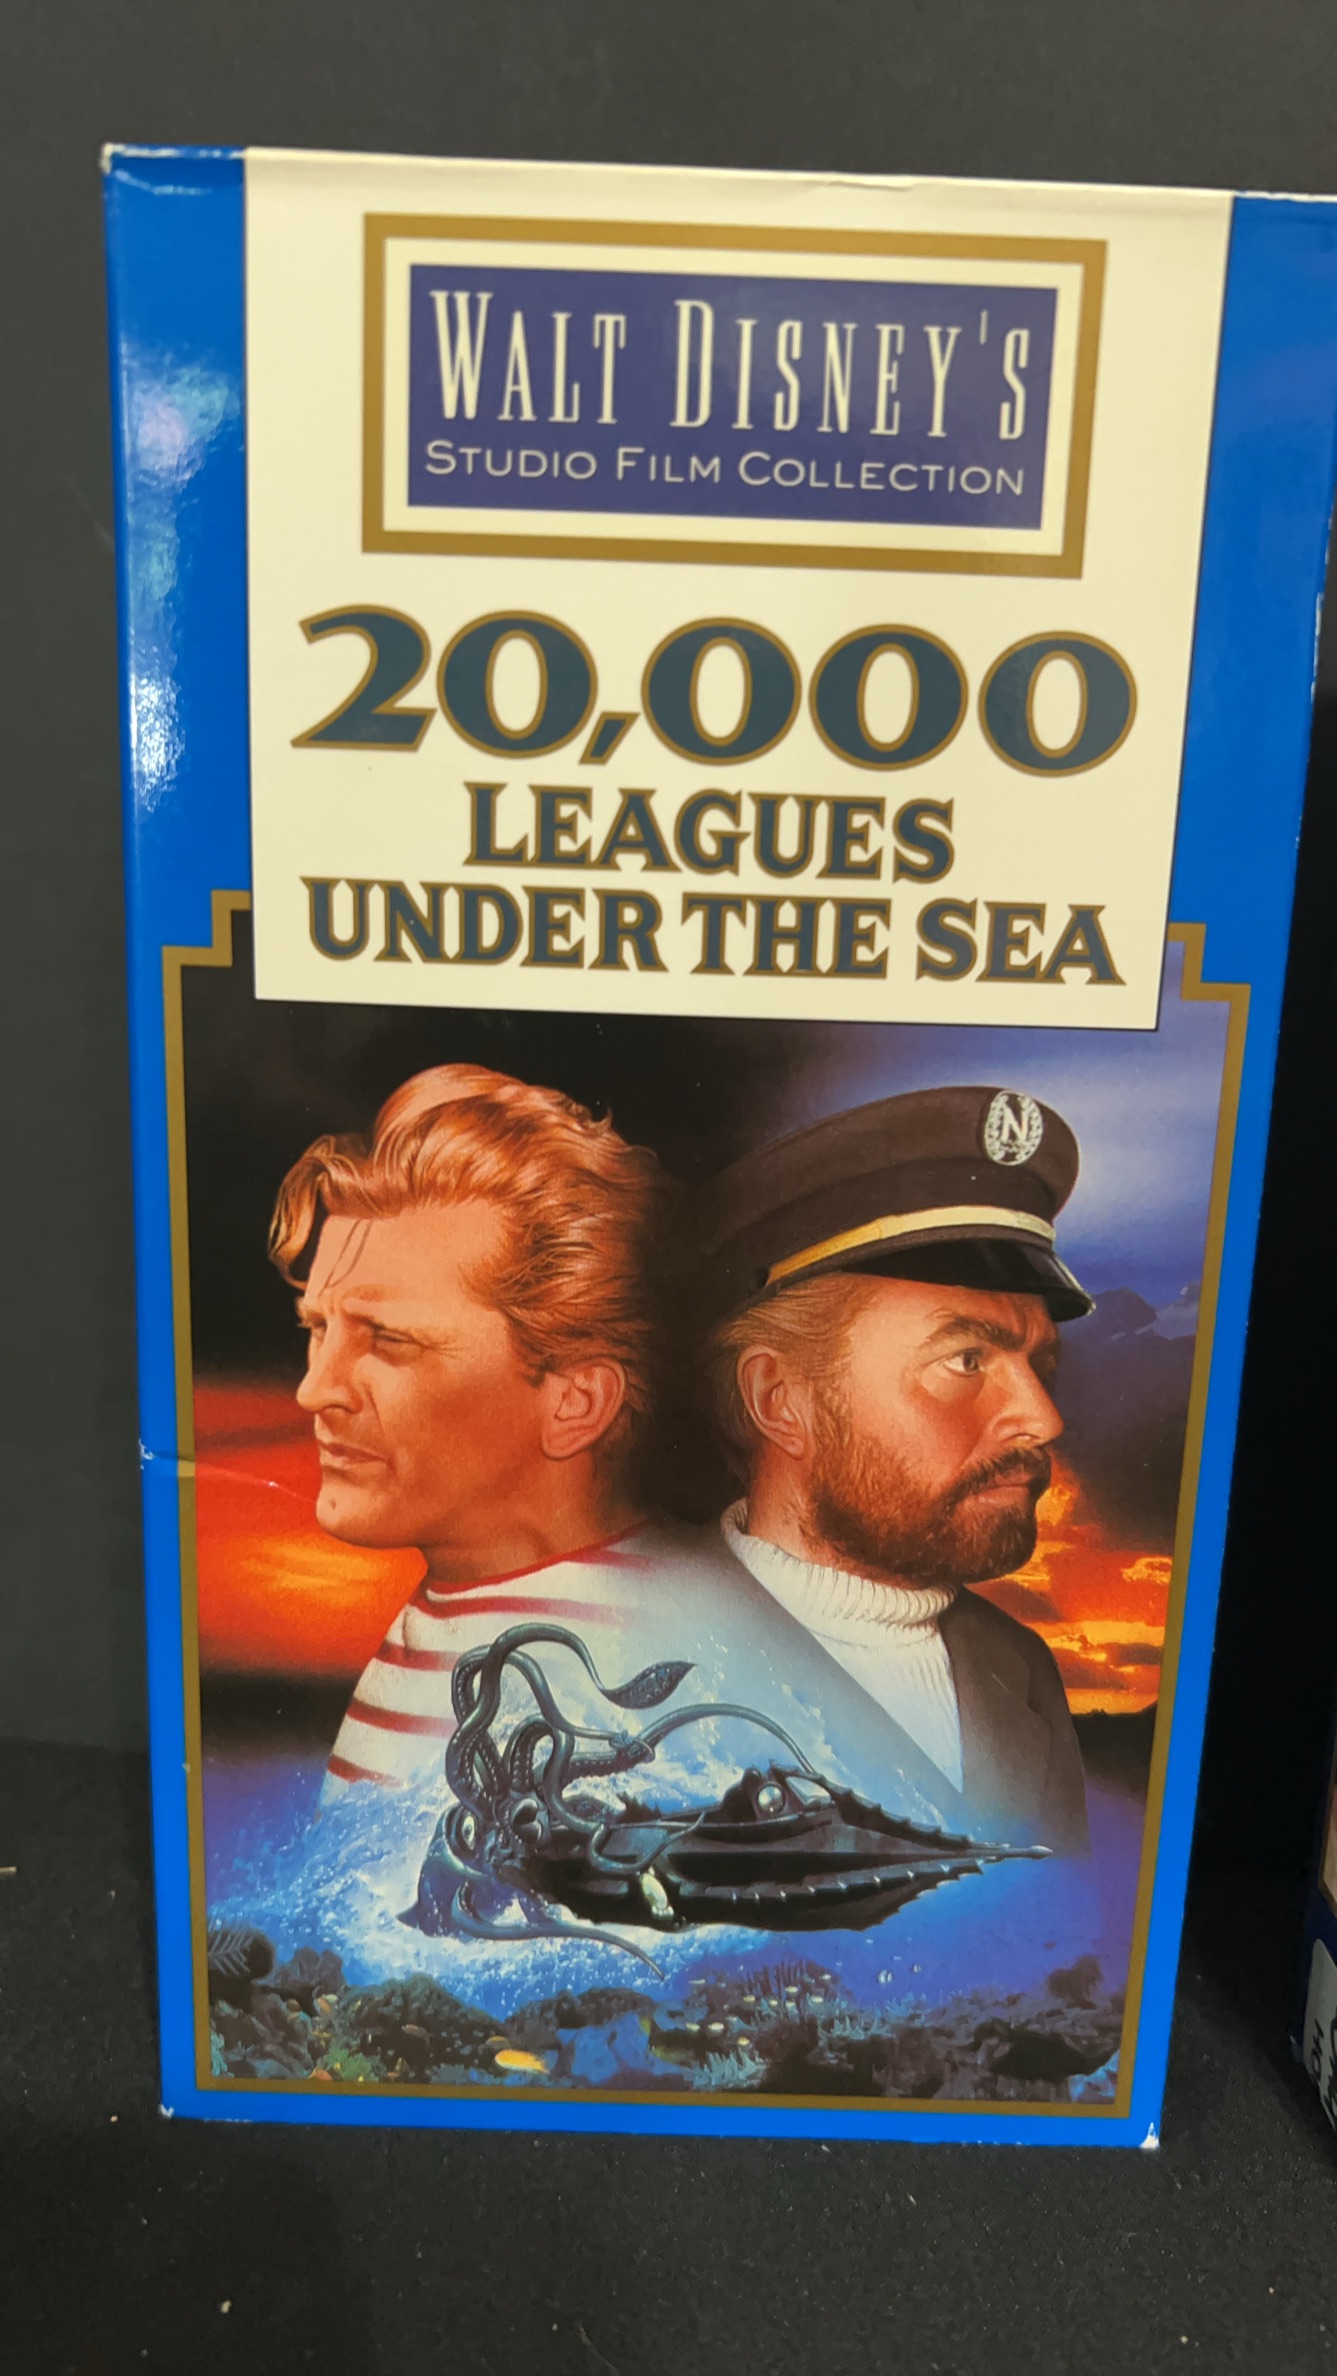 WALT DISNEY'S
STUDIO FILM COLLECTION
20,000
LEAGUES
UNDER THE SEA
N